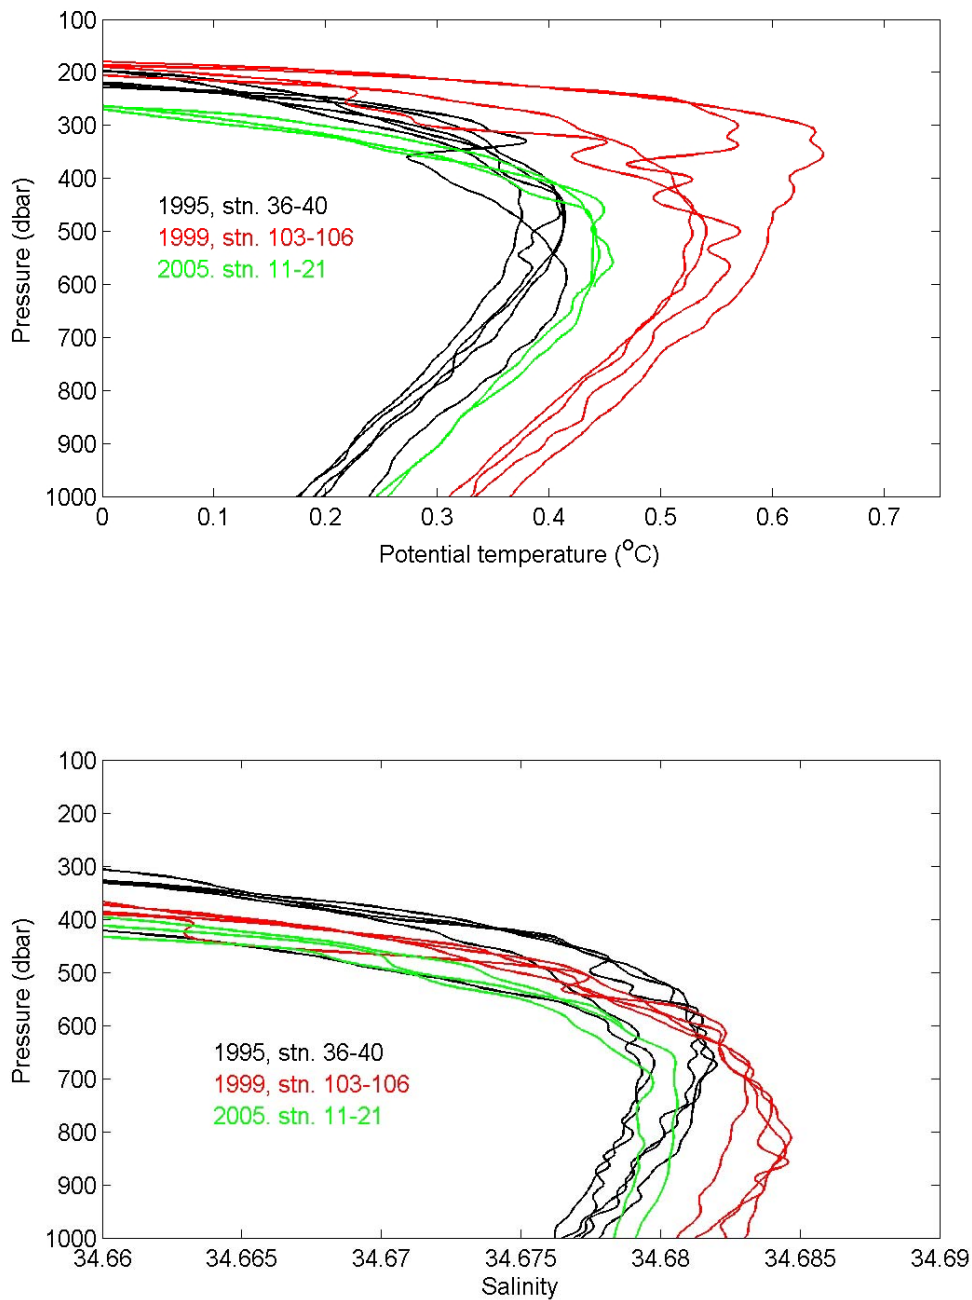 100
200
300
400
500
600
700
800
900
1000
Pressure (dbar)
1995, stn. 36-40
1999, stn. 103-106
2005. stn. 11-21
0 0.1 0.2 0.3 0.4 0.5 0.6 0.7
Potential temperature (°C)
100
200
300
400
500
600
700
800
900
1000
Pressure (dbar)
1995, stn. 36-40
1999, stn. 103-106
2005. stn. 11-21
34.66 34.665 34.67 34.675 34.68 34.685 34.69
Salinity